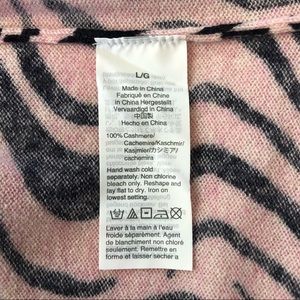 L/G
Made in China
Fabriqué en Chine
in China Hergestellt
Vervaardigd in China
中国製
Hecho en China
100% Cashmere/
Cachemire/Kaschmir/
Kasjmier/カシミア/
cachemira
Hand wash cold
separately. Non chlorine
bleach only. Reshape and
lay flat to dry. Iron on
lowest setting.
Laver à la main à l'eau
froide séparément. Agent
de blanchiment non chloré
seulement. Remettre en
forme et laisser sécher a